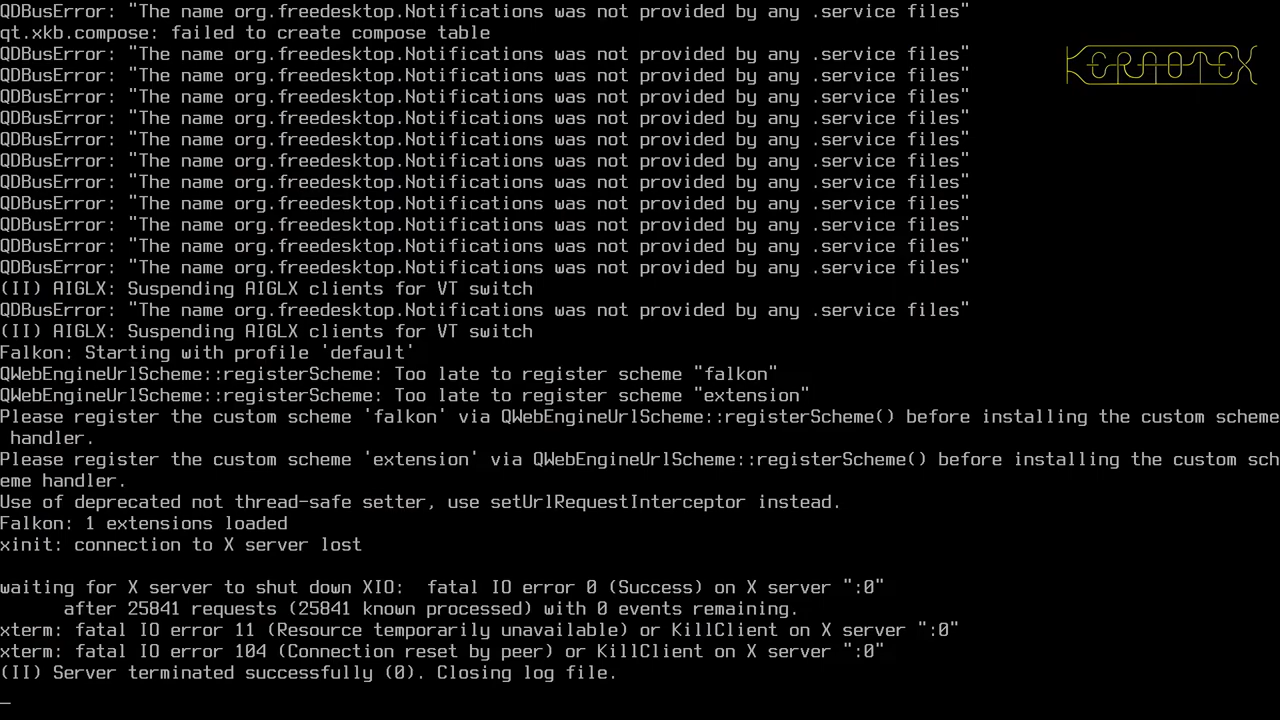 QDBusError: "The name org.freedesktop.Notifications was not provided by any .service files"
qt.xkb.compose: failed to create compose table
QDBusError: "The name org.freedesktop.Notifications was not provided by any .service files"
QDBusError: "The name org.freedesktop.Notifications was not provided by any .service files"
QDBusError: "The name org.freedesktop.Notifications was not provided by any .service files"
QDBusError: "The name org.freedesktop.Notifications was not provided by any .service files"
QDBusError: "The name org.freedesktop.Notifications was not provided by any .service files"
QDBusError: "The name org.freedesktop.Notifications was not provided by any .service files"
QDBusError: "The name org.freedesktop.Notifications was not provided by any .service files"
QDBusError: "The name org.freedesktop.Notifications was not provided by any .service files"
QDBusError: "The name org.freedesktop.Notifications was not provided by any .service files"
QDBusError: "The name org.freedesktop.Notifications was not provided by any .service files"
QDBusError: "The name org.freedesktop.Notifications was not provided by any .service files"
(II) AIGLX: Suspending AIGLX clients for VT switch
QDBusError: "The name org.freedesktop.Notifications was not provided by any .service files"
(II) AIGLX: Suspending AIGLX clients for VT switch
Falkon: Starting with profile 'default'
QWebEngineUrlScheme::registerScheme: Too late to register scheme "falkon"
QWebEngineUrlScheme::registerScheme: Too late to register scheme "extension"
Please register the custom scheme 'falkon' via QWebEngineUrlScheme::registerScheme() before installing the custom scheme
 handler.
Please register the custom scheme 'extension' via QWebEngineUrlScheme::registerScheme() before installing the custom sch
eme handler.
Use of deprecated not thread-safe setter, use setUrlRequestInterceptor instead.
Falkon: 1 extensions loaded
xinit: connection to X server lost

waiting for X server to shut down XIO:  fatal IO error 0 (Success) on X server ":0"
      after 25841 requests (25841 known processed) with 0 events remaining.
xterm: fatal IO error 11 (Resource temporarily unavailable) or KillClient on X server ":0"
xterm: fatal IO error 104 (Connection reset by peer) or KillClient on X server ":0"
(II) Server terminated successfully (0). Closing log file.
_